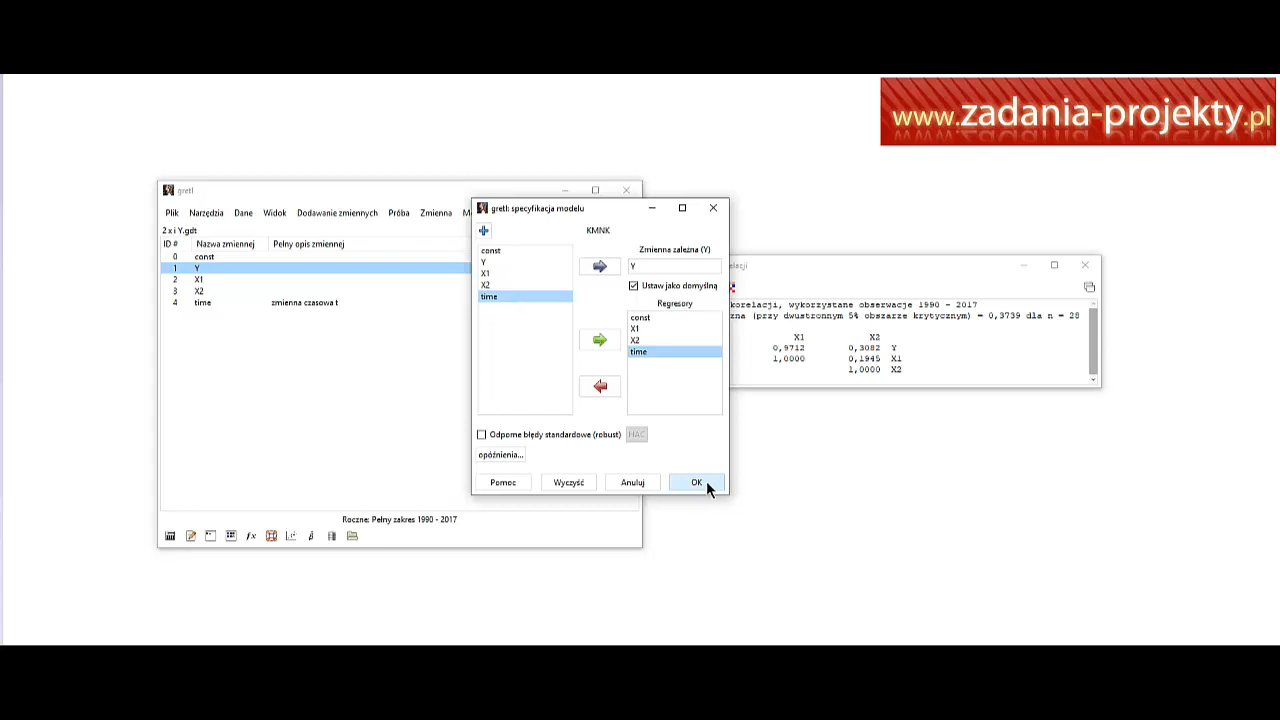 www.zadania-projekty.pl
gretl
Plik Narzędzia Dane Widok Dodawanie zmiennych Próba Zmienna
2 x i Y.gdt
ID # Nazwa zmiennej Pełny opis zmiennej
0 const
1 Y
2 X1
3 X2
4 time zmienna czasowa t
Roczne: Pełny zakres 1990 - 2017
gretl: specyfikacja modelu
KMNK
const
Y
X1
X2
time
Zmienna zależna (Y)
Y
Ustaw jako domyślną
Regresory
const
X1
X2
time
Odporne błędy standardowe (robust) HAC
opóźnienia...
Pomoc Wyczyść Anuluj OK
korelacji, wykorzystane obserwacje 1990 - 2017
zna (przy dwustronnym 5% obszarze krytycznym) = 0,3739 dla n = 28
X1 X2
0,9712 0,3082 Y
1,0000 0,1945 X1
1,0000 X2